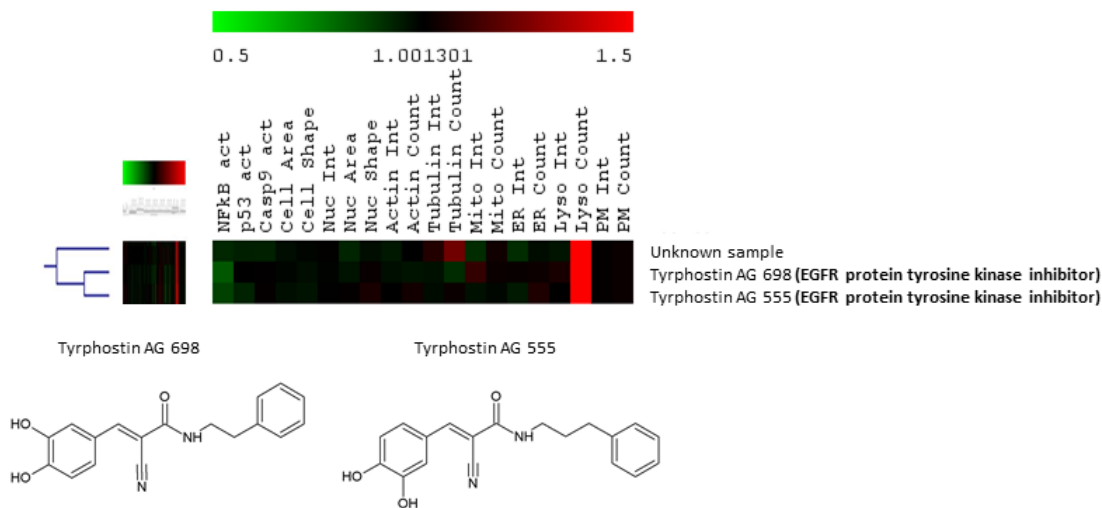 0.5 1.001301 1.5
NFkB act
p53 act
Casp9 act
Cell Area
Cell Shape
Nuc Int
Nuc Area
Nuc Shape
Actin Int
Actin Count
Tubulin Int
Tubulin Count
Mito Int
Mito Count
ER Int
ER Count
Lyso Int
Lyso Count
PM Int
PM Count
Unknown sample
Tyrphostin AG 698 (EGFR protein tyrosine kinase inhibitor)
Tyrphostin AG 555 (EGFR protein tyrosine kinase inhibitor)
Tyrphostin AG 698 Tyrphostin AG 555
O
HO
NH
HO
N
O
NH
HO
N
OH